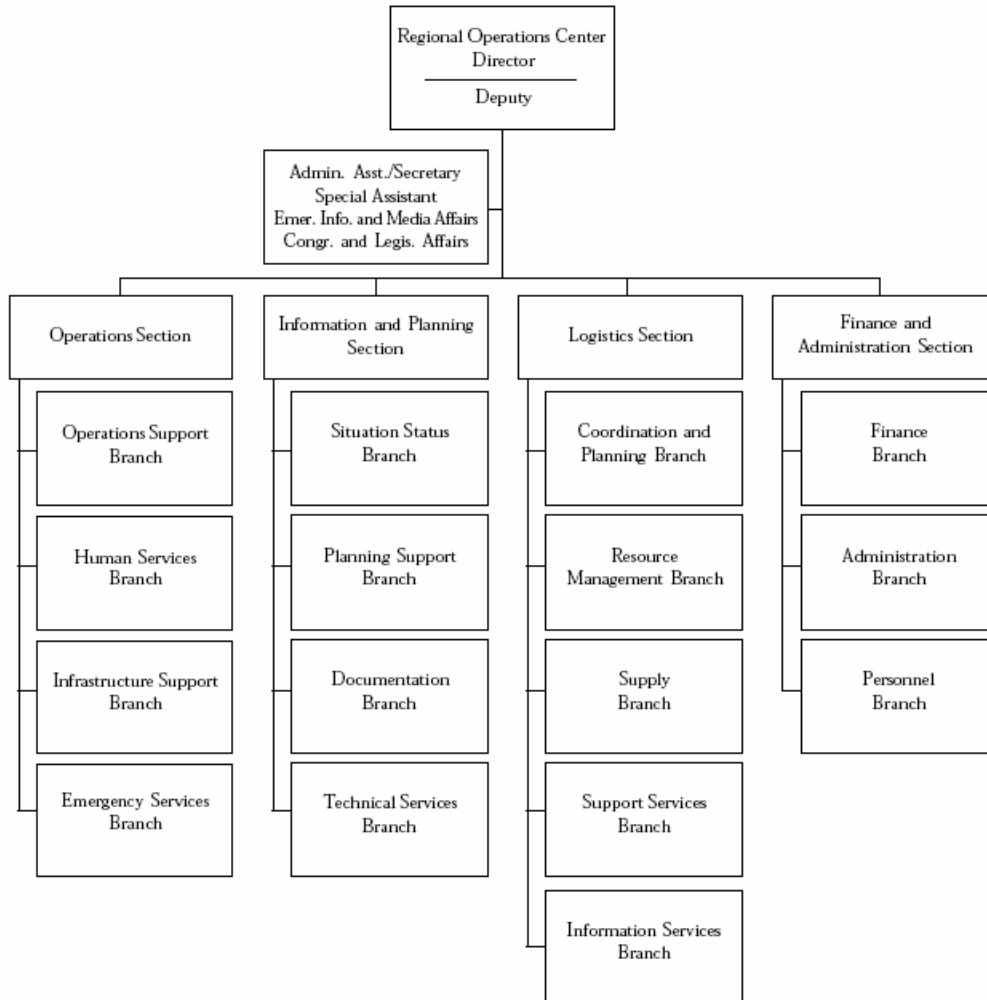 Regional Operations Center
Director
Deputy
Admin. Asst./Secretary
Special Assistant
Emer. Info. and Media Affairs
Congr. and Legis. Affairs
Operations Section
Operations Support
Branch
Human Services
Branch
Infrastructure Support
Branch
Emergency Services
Branch
Information and Planning
Section
Situation Status
Branch
Planning Support
Branch
Documentation
Branch
Technical Services
Branch
Logistics Section
Coordination and
Planning Branch
Resource
Management Branch
Supply
Branch
Support Services
Branch
Information Services
Branch
Finance and
Administration Section
Finance
Branch
Administration
Branch
Personnel
Branch